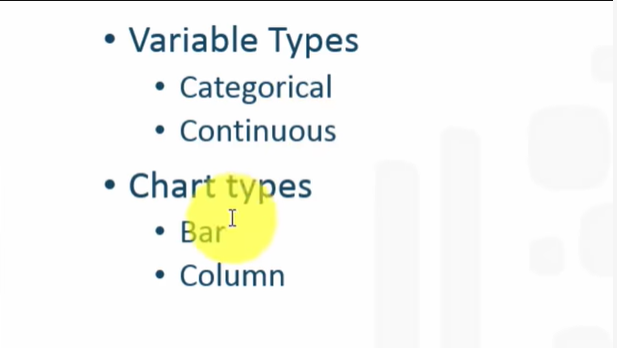 • Variable Types
• Categorical
• Continuous
• Chart types
• Bar
• Column